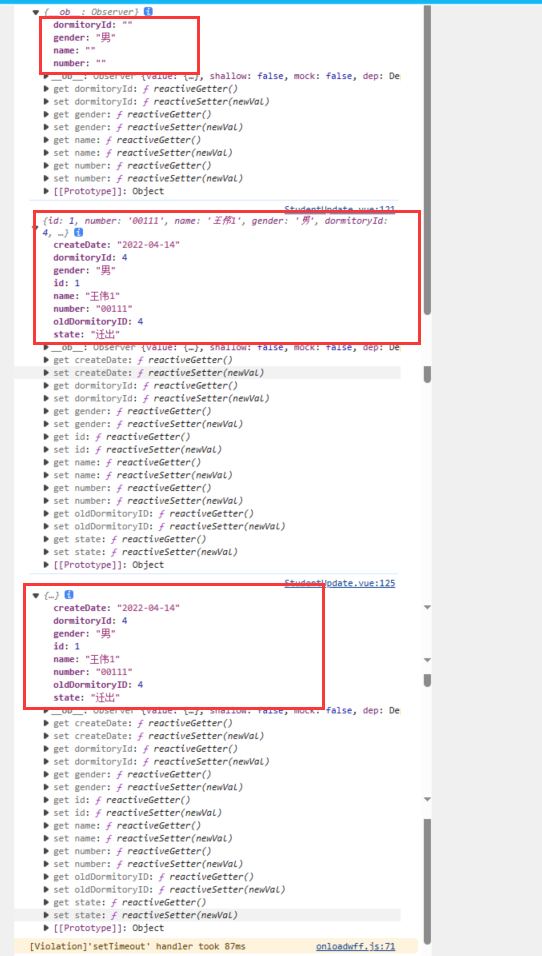 ▼ {__ob__: Observer} i
dormitoryId: ""
gender: "男"
name: ""
number: ""
▶ __ob__: Observer {value: {…}, shallow: false, mock: false, dep: De
▶ get dormitoryId: ƒ reactiveGetter()
▶ set dormitoryId: ƒ reactiveSetter(newVal)
▶ get gender: ƒ reactiveGetter()
▶ set gender: ƒ reactiveSetter(newVal)
▶ get name: ƒ reactiveGetter()
▶ set name: ƒ reactiveSetter(newVal)
▶ get number: ƒ reactiveGetter()
▶ set number: ƒ reactiveSetter(newVal)
▶ [[Prototype]]: Object
StudentUpdate.vue:121
{id: 1, number: '00111', name: '王伟1', gender: '男', dormitoryId:
▼ 4, …} i
createDate: "2022-04-14"
dormitoryId: 4
gender: "男"
id: 1
name: "王伟1"
number: "00111"
oldDormitoryID: 4
state: "迁出"
▶ __ob__: Observer {value: {…}, shallow: false, mock: false, dep: De
▶ get createDate: ƒ reactiveGetter()
▶ set createDate: ƒ reactiveSetter(newVal)
▶ get dormitoryId: ƒ reactiveGetter()
▶ set dormitoryId: ƒ reactiveSetter(newVal)
▶ get gender: ƒ reactiveGetter()
▶ set gender: ƒ reactiveSetter(newVal)
▶ get id: ƒ reactiveGetter()
▶ set id: ƒ reactiveSetter(newVal)
▶ get name: ƒ reactiveGetter()
▶ set name: ƒ reactiveSetter(newVal)
▶ get number: ƒ reactiveGetter()
▶ set number: ƒ reactiveSetter(newVal)
▶ get oldDormitoryID: ƒ reactiveGetter()
▶ set oldDormitoryID: ƒ reactiveSetter(newVal)
▶ get state: ƒ reactiveGetter()
▶ set state: ƒ reactiveSetter(newVal)
▶ [[Prototype]]: Object
StudentUpdate.vue:125
▼ {…} i
createDate: "2022-04-14"
dormitoryId: 4
gender: "男"
id: 1
name: "王伟1"
number: "00111"
oldDormitoryID: 4
state: "迁出"
▶ __ob__: Observer {value: {…}, shallow: false, mock: false, dep: De
▶ get createDate: ƒ reactiveGetter()
▶ set createDate: ƒ reactiveSetter(newVal)
▶ get dormitoryId: ƒ reactiveGetter()
▶ set dormitoryId: ƒ reactiveSetter(newVal)
▶ get gender: ƒ reactiveGetter()
▶ set gender: ƒ reactiveSetter(newVal)
▶ get id: ƒ reactiveGetter()
▶ set id: ƒ reactiveSetter(newVal)
▶ get name: ƒ reactiveGetter()
▶ set name: ƒ reactiveSetter(newVal)
▶ get number: ƒ reactiveGetter()
▶ set number: ƒ reactiveSetter(newVal)
▶ get oldDormitoryID: ƒ reactiveGetter()
▶ set oldDormitoryID: ƒ reactiveSetter(newVal)
▶ get state: ƒ reactiveGetter()
▶ set state: ƒ reactiveSetter(newVal)
▶ [[Prototype]]: Object
[Violation]'setTimeout' handler took 87ms onloadwff.js:71